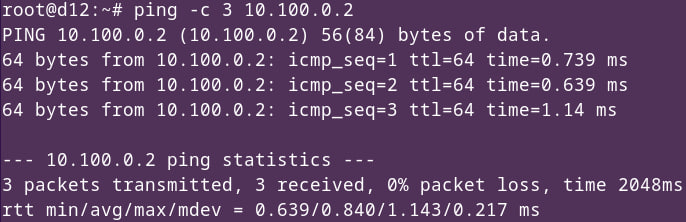 root@d12:~# ping -c 3 10.100.0.2
PING 10.100.0.2 (10.100.0.2) 56(84) bytes of data.
64 bytes from 10.100.0.2: icmp_seq=1 ttl=64 time=0.739 ms
64 bytes from 10.100.0.2: icmp_seq=2 ttl=64 time=0.639 ms
64 bytes from 10.100.0.2: icmp_seq=3 ttl=64 time=1.14 ms

--- 10.100.0.2 ping statistics ---
3 packets transmitted, 3 received, 0% packet loss, time 2048ms
rtt min/avg/max/mdev = 0.639/0.840/1.143/0.217 ms